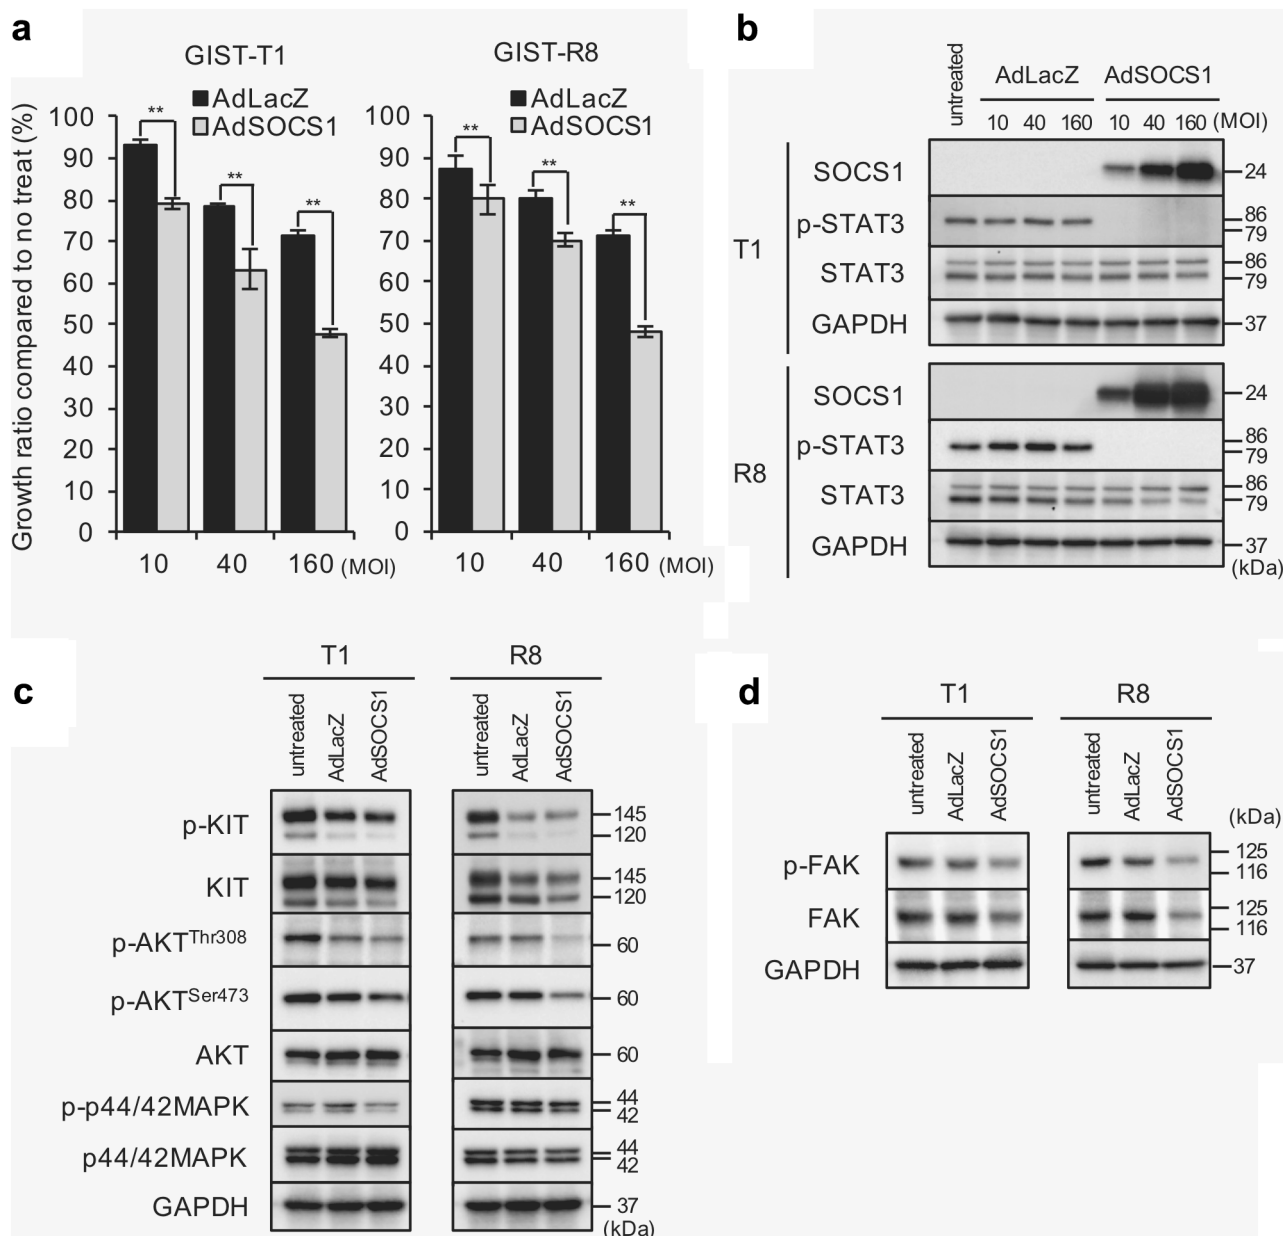 a
GIST-T1
AdLacZ
AdSOCS1
Growth ratio compared to no treat (%)
100
90
80
70
60
50
40
30
20
10
0
**
**
**
10 40 160 (MOI)
GIST-R8
AdLacZ
AdSOCS1
100
90
80
70
60
50
40
30
20
10
0
**
**
**
10 40 160 (MOI)
b
untreated AdLacZ AdSOCS1
10 40 160 10 40 160 (MOI)
T1
SOCS1 24
p-STAT3 86
79
STAT3 86
79
GAPDH 37
R8
SOCS1 24
p-STAT3 86
79
STAT3 86
79
GAPDH 37
(kDa)
c
T1 R8
untreated AdLacZ AdSOCS1 untreated AdLacZ AdSOCS1
p-KIT 145
120
KIT 145
120
p-AKTThr308 60
p-AKTSer473 60
AKT 60
p-p44/42MAPK 44
42
p44/42MAPK 44
42
GAPDH 37
(kDa)
d
T1 R8
untreated AdLacZ AdSOCS1 untreated AdLacZ AdSOCS1
(kDa)
p-FAK 125
116
FAK 125
116
GAPDH 37